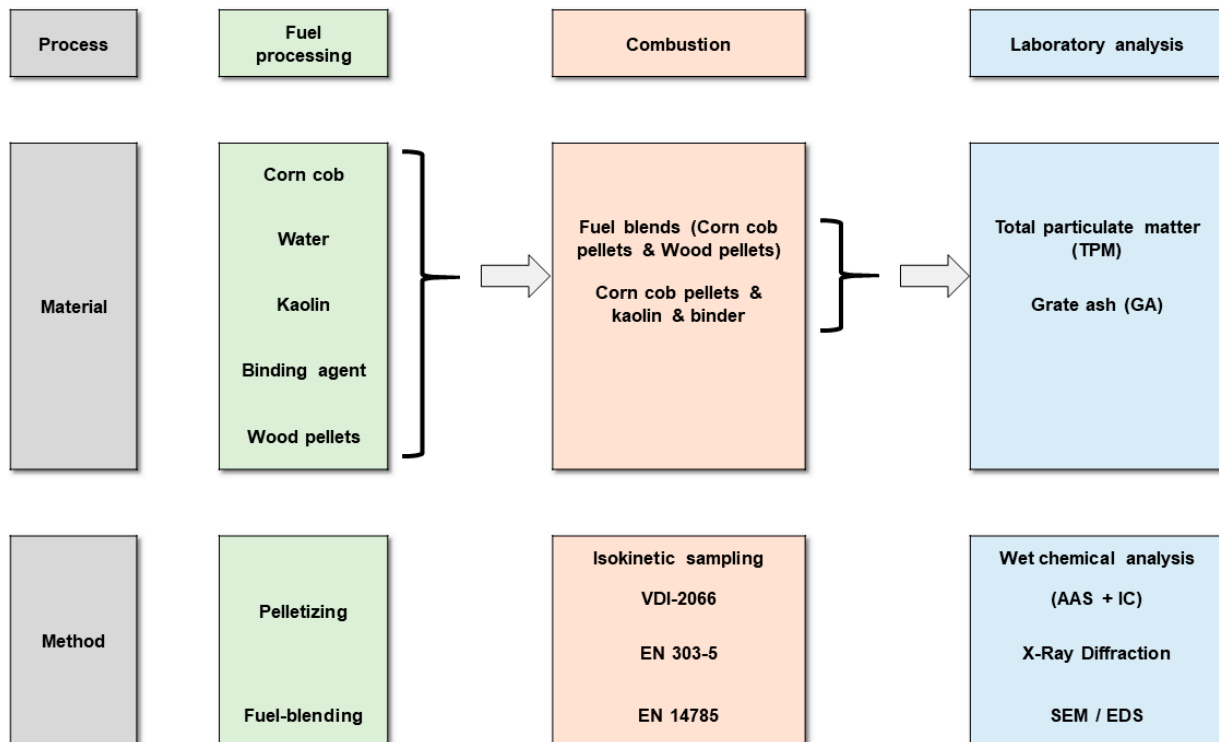 Process
Fuel
processing
Combustion
Laboratory analysis
Material
Corn cob
Water
Kaolin
Binding agent
Wood pellets
Fuel blends (Corn cob
pellets & Wood pellets)
Corn cob pellets &
kaolin & binder
Total particulate matter
(TPM)
Grate ash (GA)
Method
Pelletizing
Fuel-blending
Isokinetic sampling
VDI-2066
EN 303-5
EN 14785
Wet chemical analysis
(AAS + IC)
X-Ray Diffraction
SEM / EDS